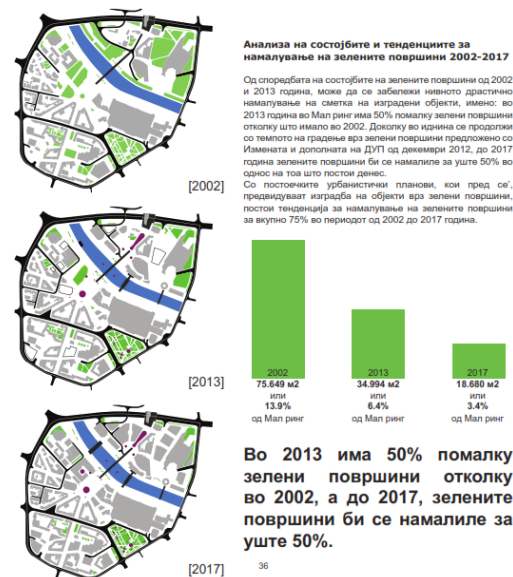 [2002]
[2013]
[2017]
Анализа на состојбите и тенденциите за
намалување на зелените површини 2002-2017
Од споредбата на состојбите на зелените површини од 2002
и 2013 година, може да се забележи нивното драстично
намалување на сметка на изградени објекти, имено: во
2013 година во Мал ринг има 50% помалку зелени површини
отколку што имало во 2002. Доколку во иднина се продолжи
со темпото на градење врз зелени површини предложено со
Измената и дополната на ДУП од декември 2012, до 2017
година зелените површини би се намалиле за уште 50% во
однос на тоа што постои денес.
Со постоечките урбанистички планови, кои пред се`,
предвидуваат изградба на објекти врз зелени површини,
постои тенденција за намалување на зелените површини
за вкупно 75% во периодот од 2002 до 2017 година.
2002
75.649 м2
или
13.9%
од Мал ринг
2013
34.994 м2
или
6.4%
од Мал ринг
2017
18.680 м2
или
3.4%
од Мал ринг
Во 2013 има 50% помалку
зелени површини отколку
во 2002, а до 2017, зелените
површини би се намалиле за
уште 50%.
36